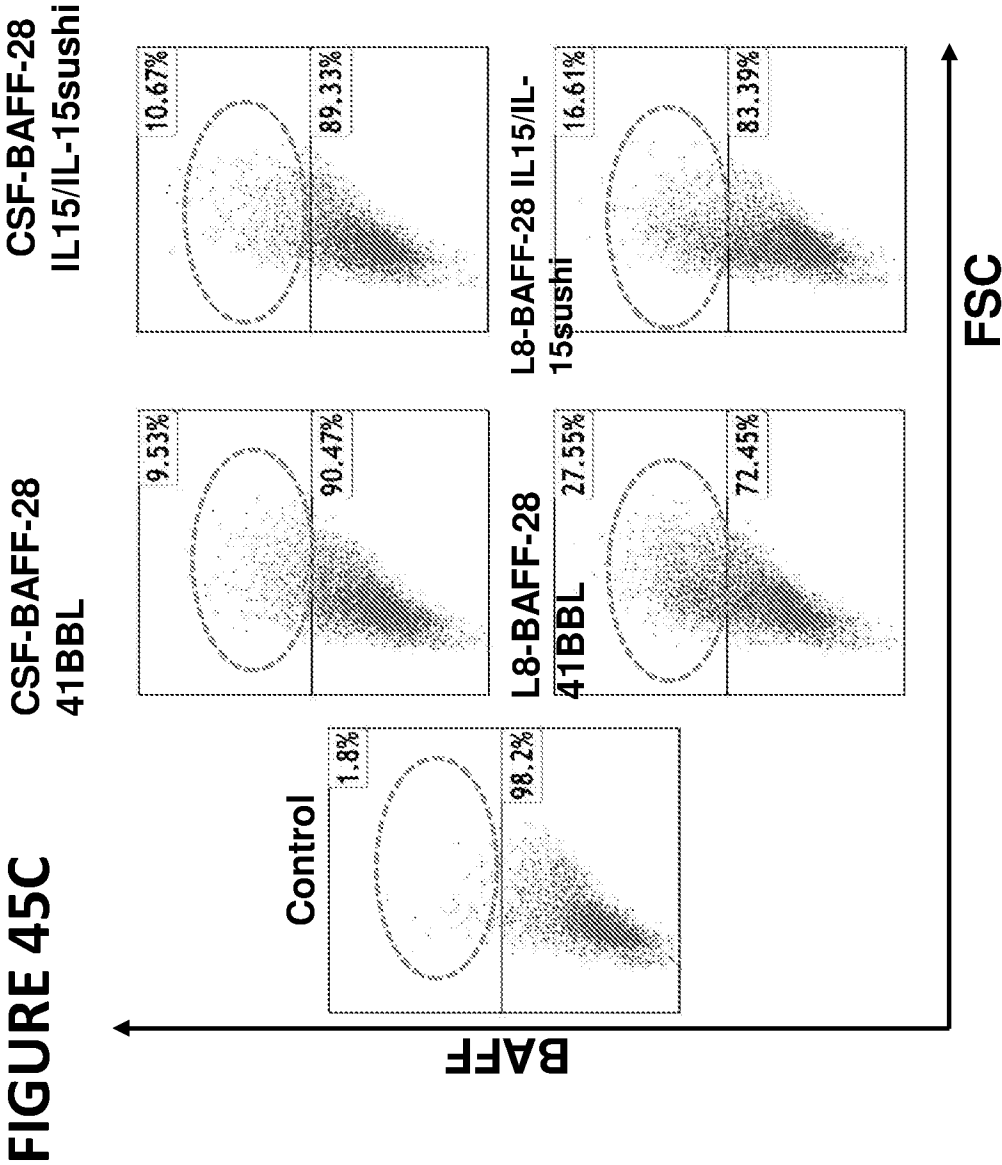 FIGURE 45C
Control
1.8%
98.2%
CSF-BAFF-28
41BBL
9.53%
90.47%
CSF-BAFF-28
IL15/IL-15sushi
10.67%
89.33%
L8-BAFF-28
41BBL
27.55%
72.45%
L8-BAFF-28 IL15/IL-
15sushi
16.61%
83.39%
BAFF
FSC